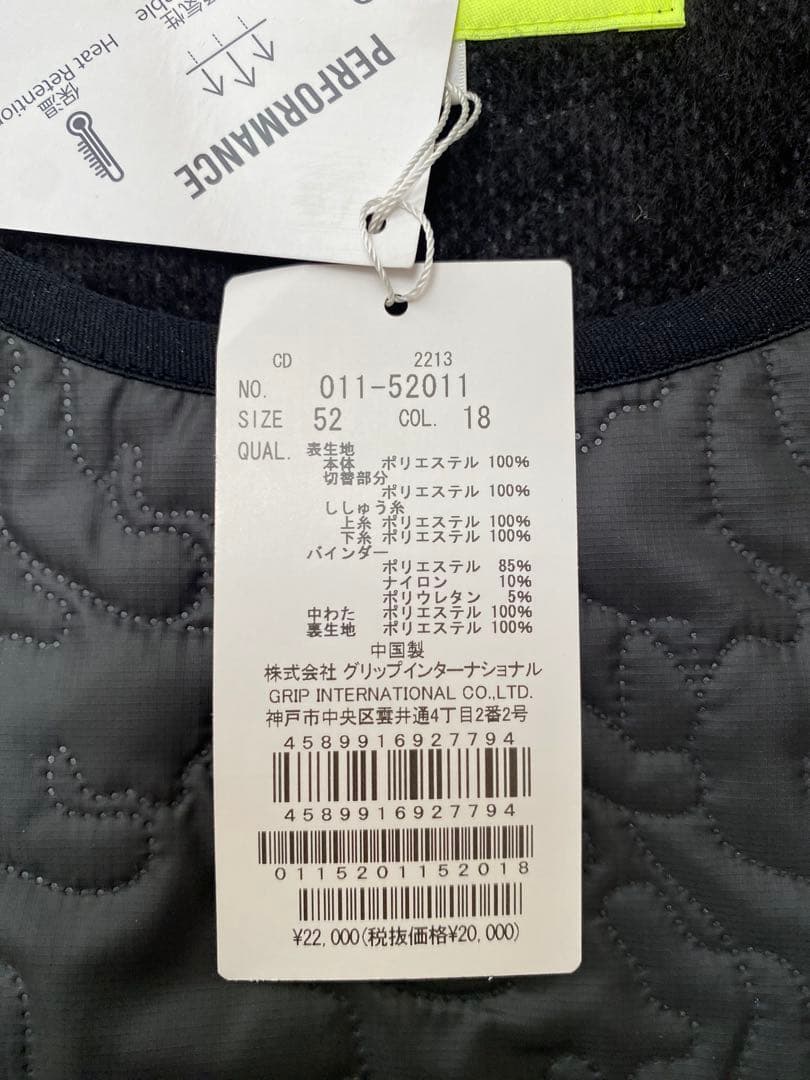 気性
保温
Heat Retention
PERFORMANCE
CD 2213
NO. 011-52011
SIZE 52 COL. 18
QUAL. 表生地
本体 ポリエステル 100%
切替部分
ポリエステル 100%
ししゅう糸
上糸 ポリエステル 100%
下糸 ポリエステル 100%
バインダー
ポリエステル 85%
ナイロン 10%
ポリウレタン 5%
中わた ポリエステル 100%
裏生地 ポリエステル 100%
中国製
株式会社 グリップインターナショナル
GRIP INTERNATIONAL CO.,LTD.
神戸市中央区雲井通4丁目2番2号
4589916927794
4589916927794
0115201152018
¥22,000(税抜価格¥20,000)